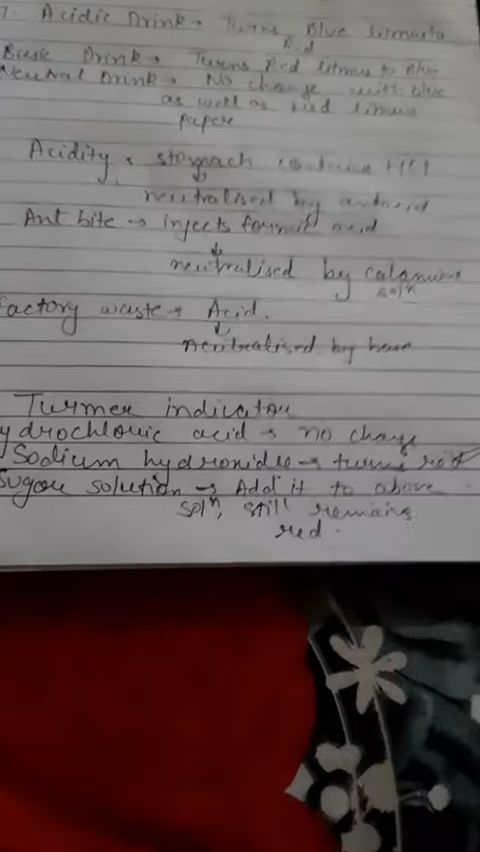 7. Acidic Drink → Turns Blue litmus to
Red
Basic Drink → Turns Red litmus to Blue
Neutral Drink → No change with blue
as well as red litmus
paper
Acidity → stomach contains HCl
↓
neutralised by antacid
Ant bite → injects formic acid
↓
neutralised by calamine
solⁿ
Factory waste → Acid.
↓
neutralised by base
Turmer indicator
ydrochloric acid → no change
Sodium hydroxide → turns red
Sugar solution → Add it to above
solⁿ, still remains
red.